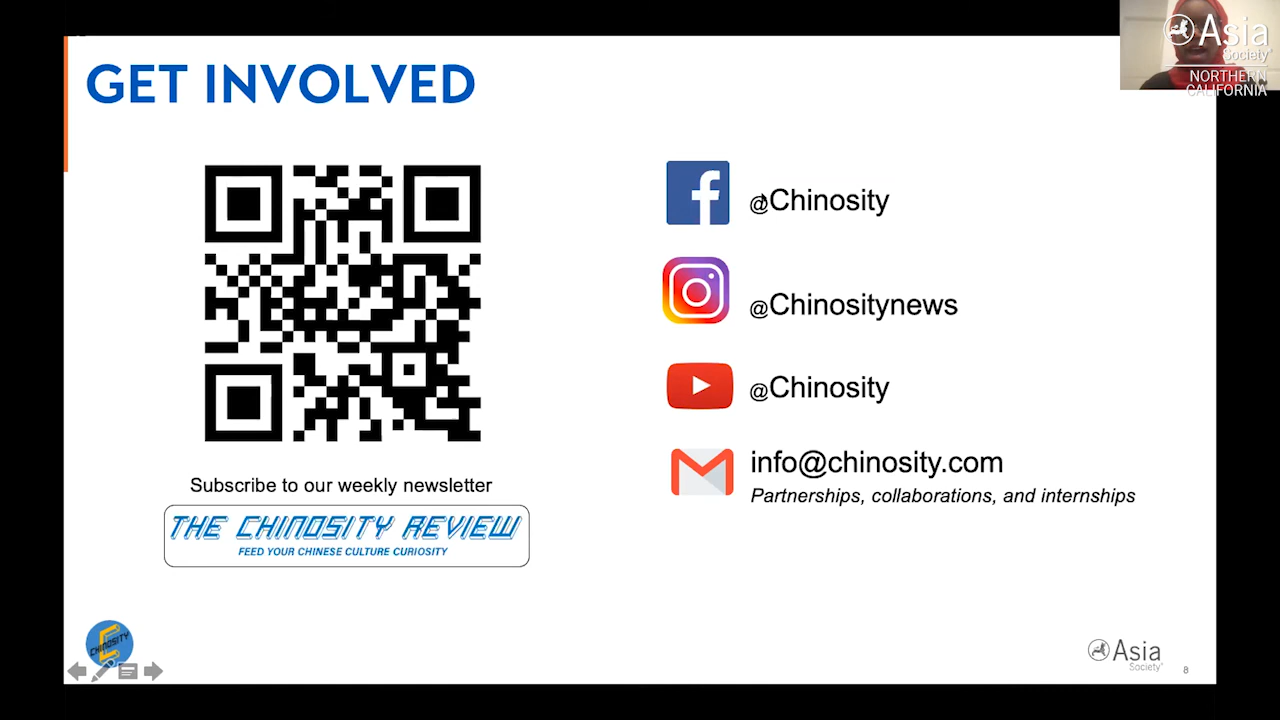 GET INVOLVED
Asia
Society
NORTHERN
CALIFORNIA
@Chinosity
@Chinositynews
@Chinosity
info@chinosity.com
Partnerships, collaborations, and internships
Subscribe to our weekly newsletter
THE CHINOSITY REVIEW
FEED YOUR CHINESE CULTURE CURIOSITY
CHINOSITY
Asia
Society
8